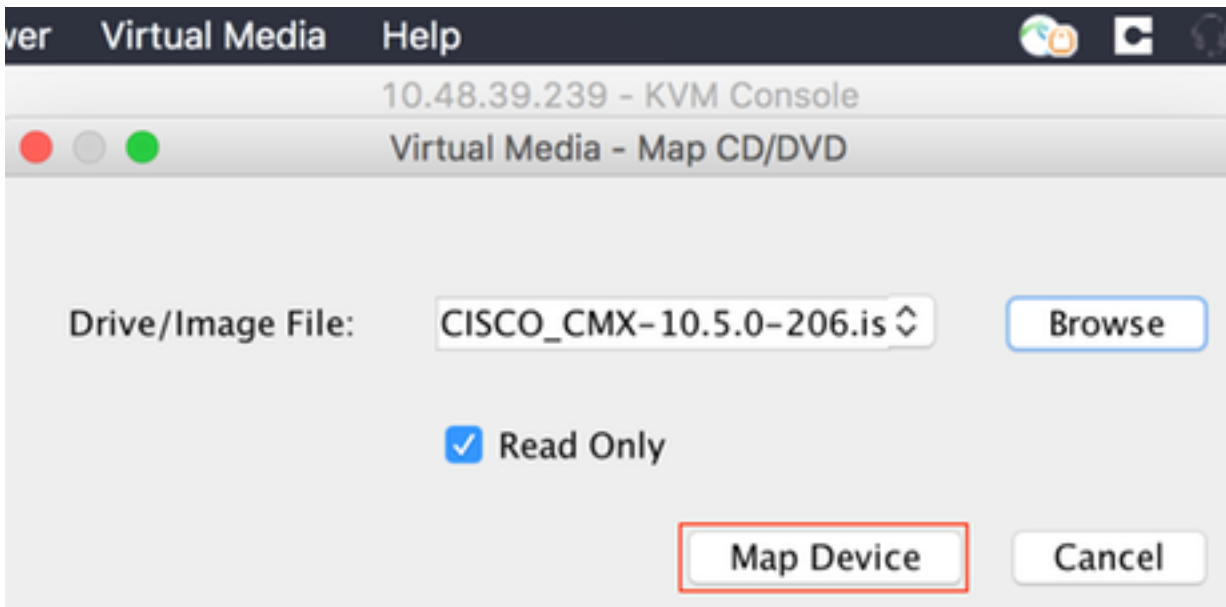 ver Virtual Media Help
10.48.39.239 - KVM Console
Virtual Media - Map CD/DVD
Drive/Image File: CISCO_CMX-10.5.0-206.is Browse
Read Only
Map Device Cancel